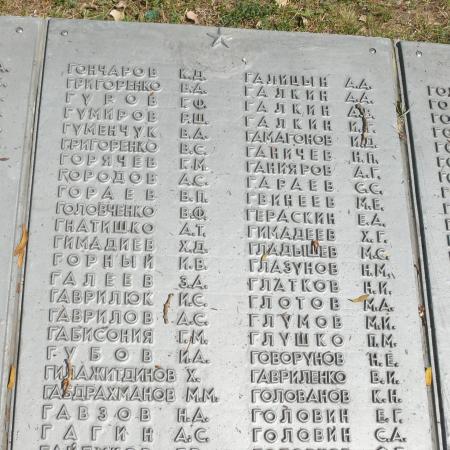 ГОНЧАРОВ К.Д.
ГРИГОРЕНКО В.А.
ГУРОВ Г.Ф.
ГУМИРОВ Р.Ш.
ГУМЕНЧУК В.А.
ГРИГОРЕНКО В.С.
ГОРЯЧЕВ Г.М.
ГОРОДОВ А.С.
ГОРАЕВ В.П.
ГОЛОВЧЕНКО В.Ф.
ГНАТИШКО А.Т.
ГИМАДИЕВ Х.Д.
ГОРНЫЙ И.В.
ГАЛЕЕВ З.А.
ГАВРИЛЮК И.С.
ГАВРИЛОВ А.С.
ГАБИСОНИЯ Г.М.
ГУБОВ И.А.
ГИЛАЖИТДИНОВ Х.
ГАБДРАХМАНОВ М.М.
ГАВЗОВ Н.А.
ГАГИН А.С.
ГАЛИЦЫН А.А.
ГАЛКИН А.А.
ГАЛКИН А.В.
ГАЛКИН
ГАМАГОНОВ И.Д.
ГАНИЧЕВ Н.П.
ГАНИЯРОВ А.Г.
ГАРАЕВ С.С.
ГВИНЕЕВ М.Е.
ГЕРАСКИН Е.А.
ГИМАДЕЕВ Х.Г.
ГЛАДЫШЕВ М.С.
ГЛАЗУНОВ Н.М.
ГЛАТКОВ Н.И.
ГЛОТОВ М.А.
ГЛУМОВ М.И.
ГЛУШКО П.М.
ГОВОРУНОВ Н.Е.
ГАВРИЛЕНКО В.И.
ГОЛОВАНОВ К.Н.
ГОЛОВИН Е.Г.
ГОЛОВИН С.А.